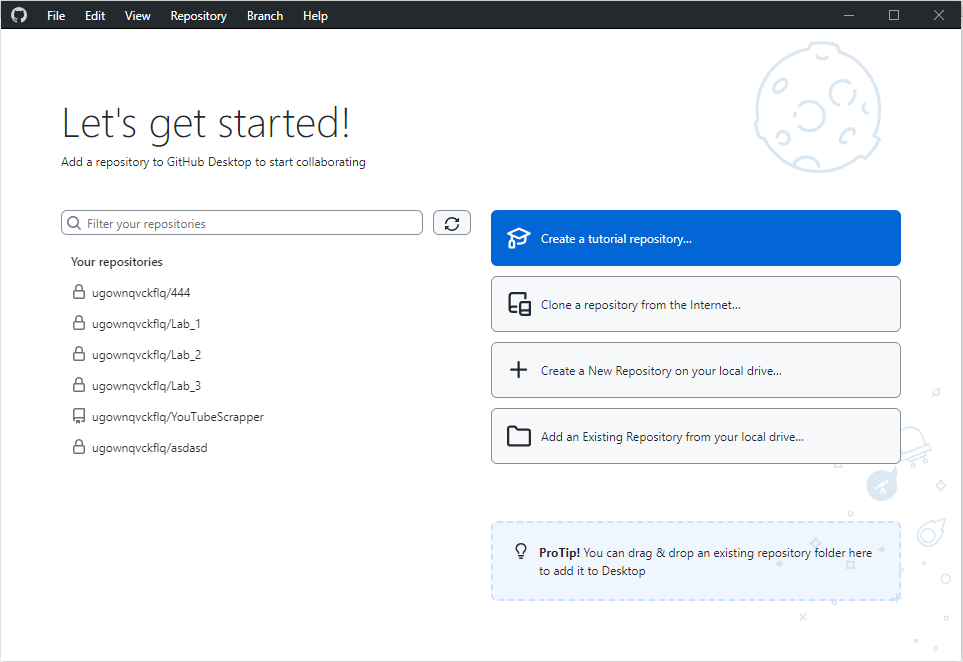 File Edit View Repository Branch Help
Let's get started!
Add a repository to GitHub Desktop to start collaborating
Filter your repositories
Your repositories
ugownqvckflq/444
ugownqvckflq/Lab_1
ugownqvckflq/Lab_2
ugownqvckflq/Lab_3
ugownqvckflq/YouTubeScrapper
ugownqvckflq/asdasd
Create a tutorial repository...
Clone a repository from the Internet...
Create a New Repository on your local drive...
Add an Existing Repository from your local drive...
ProTip! You can drag & drop an existing repository folder here
to add it to Desktop